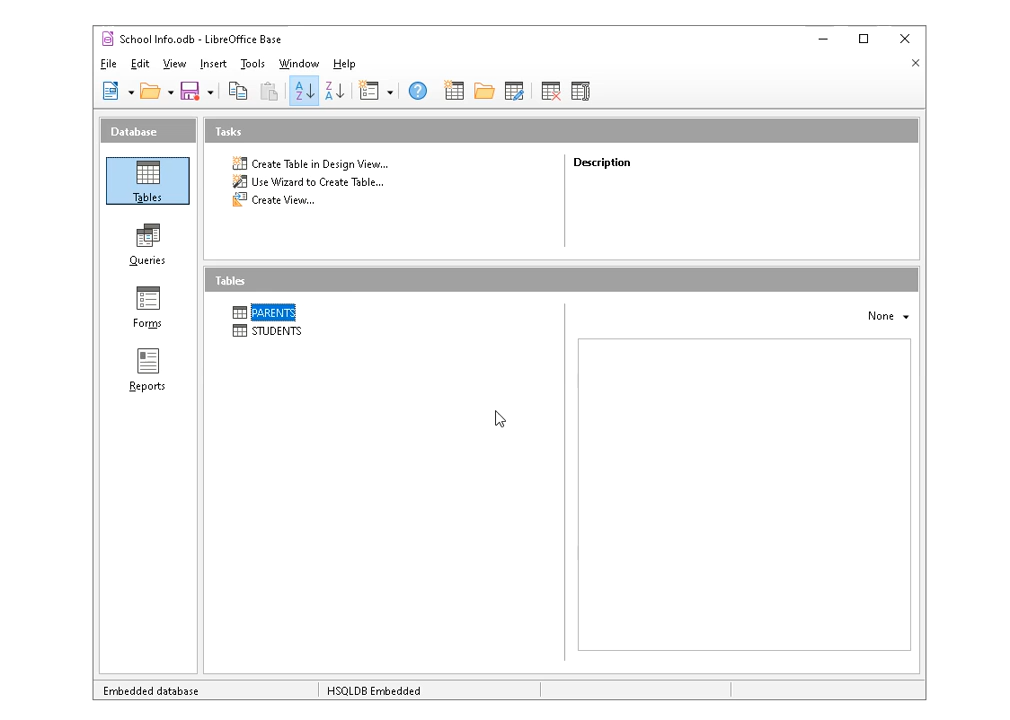 School Info.odb - LibreOffice Base
File Edit View Insert Tools Window Help
Database
Tables
Queries
Forms
Reports
Tasks
Create Table in Design View...
Use Wizard to Create Table...
Create View...
Description
Tables
PARENTS
STUDENTS
None
Embedded database
HSQLDB Embedded